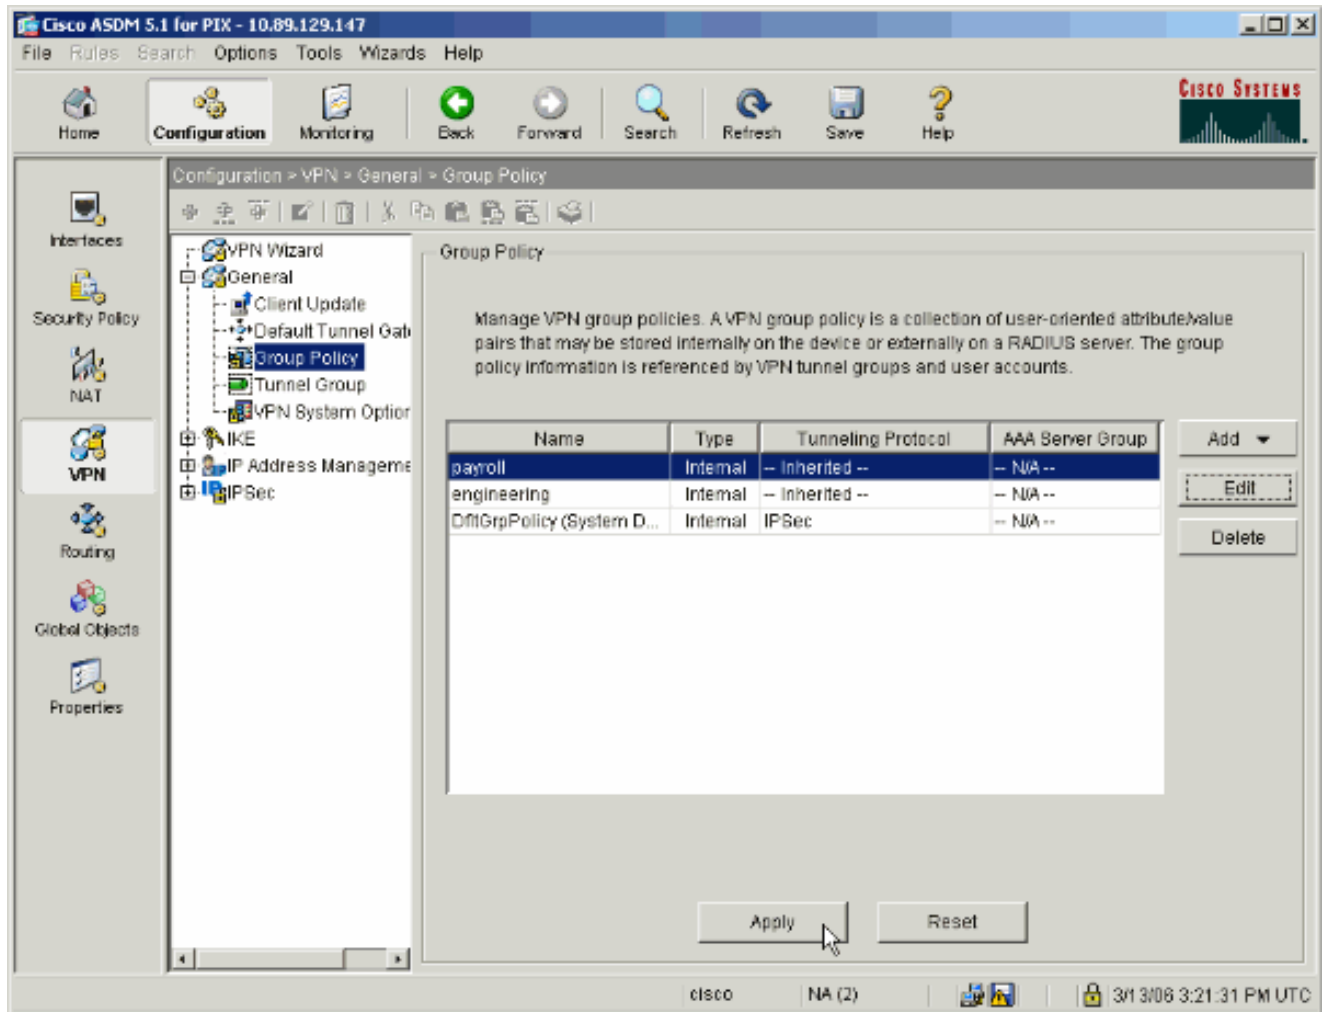 Cisco ASDM 5.1 for PIX - 10.89.129.147
File Rules Search Options Tools Wizards Help
Home Configuration Monitoring Back Forward Search Refresh Save Help
CISCO SYSTEMS
Configuration > VPN > General > Group Policy
Interfaces
Security Policy
NAT
VPN
Routing
Global Objects
Properties
VPN Wizard
General
Client Update
Default Tunnel Gate
Group Policy
Tunnel Group
VPN System Option
IKE
IP Address Manageme
IPSec
Group Policy
Manage VPN group policies. A VPN group policy is a collection of user-oriented attribute/value
pairs that may be stored internally on the device or externally on a RADIUS server. The group
policy information is referenced by VPN tunnel groups and user accounts.
Name Type Tunneling Protocol AAA Server Group
payroll Internal -- Inherited -- -- N/A --
engineering Internal -- Inherited -- -- N/A --
DfltGrpPolicy (System D... Internal IPSec -- N/A --
Add
Edit
Delete
Apply Reset
cisco NA (2) 3/13/06 3:21:31 PM UTC